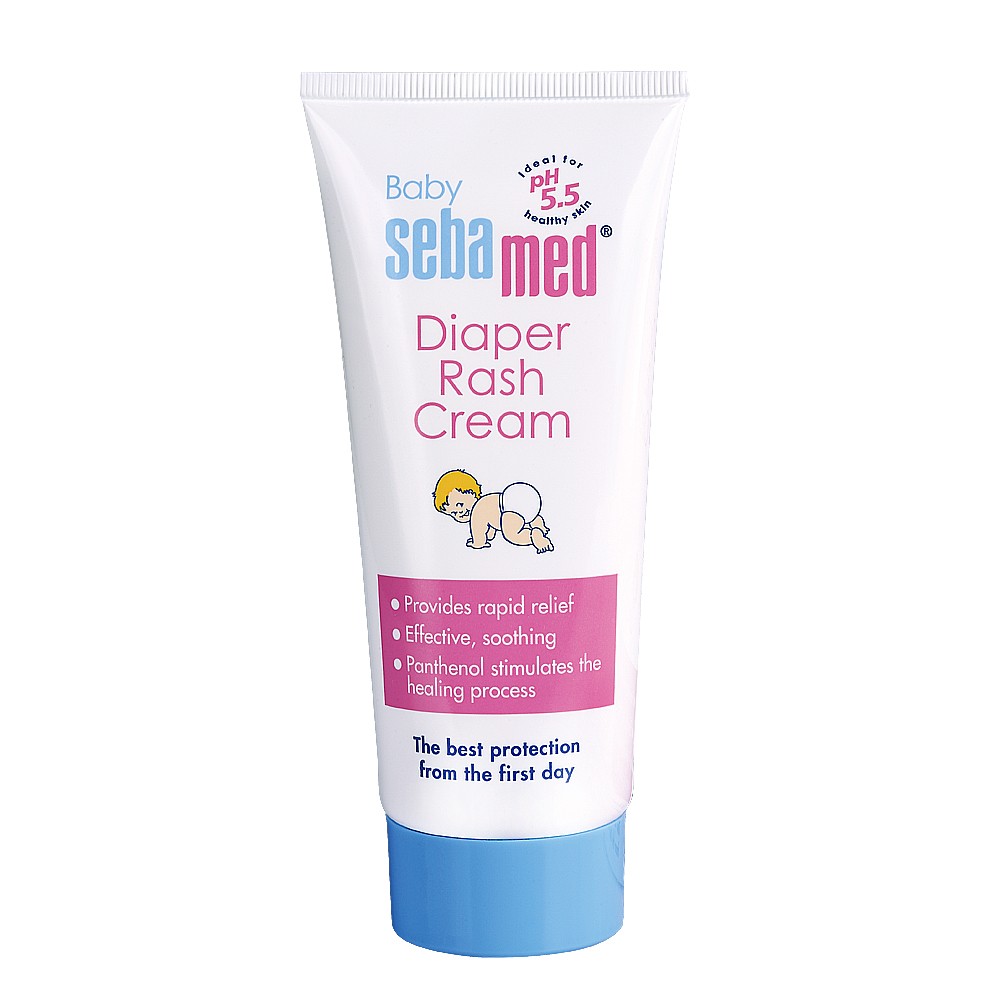 Baby
Ideal for
pH
5.5
healthy skin
sebamed®
Diaper
Rash
Cream
• Provides rapid relief
• Effective, soothing
• Panthenol stimulates the
healing process
The best protection
from the first day